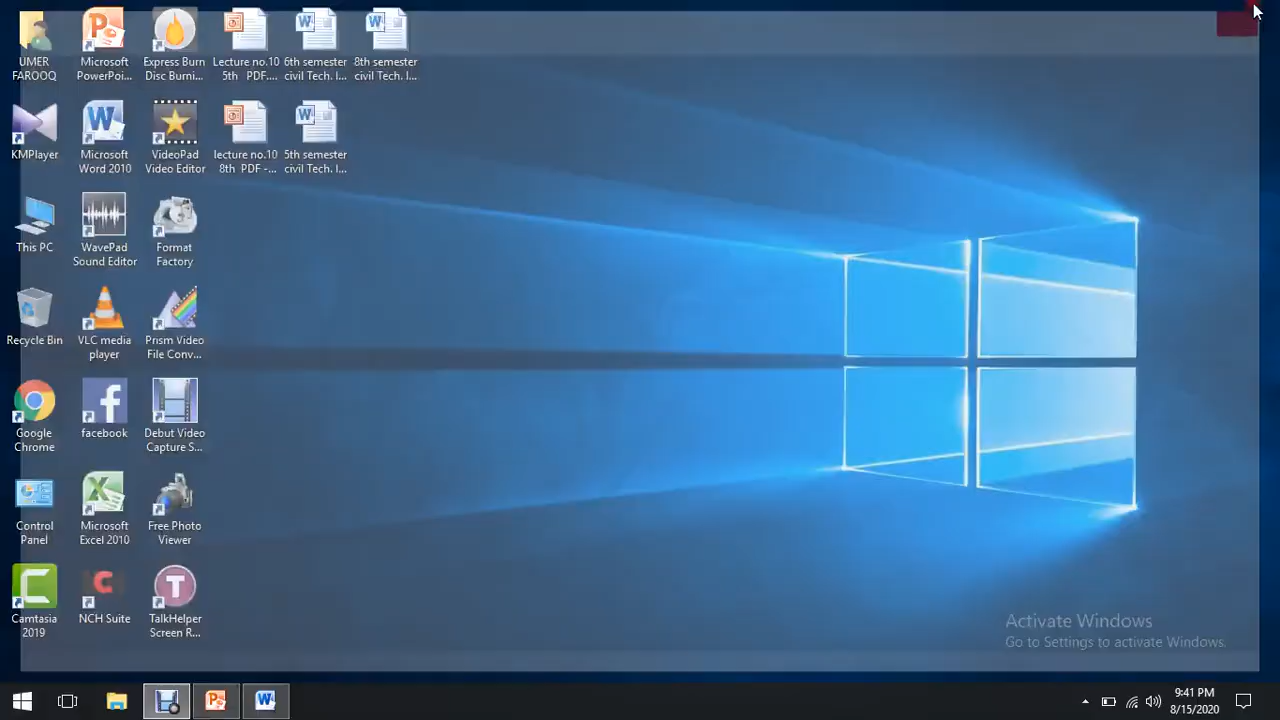 UMER
FAROOQ
Microsoft
PowerPoi...
Express Burn
Disc Burni...
Lecture no.10
5th PDF....
6th semester
civil Tech. I...
8th semester
civil Tech. I...
KMPlayer
Microsoft
Word 2010
VideoPad
Video Editor
lecture no.10
8th PDF -...
5th semester
civil Tech. I...
This PC
WavePad
Sound Editor
Format
Factory
Recycle Bin
VLC media
player
Prism Video
File Conv...
Google
Chrome
facebook
Debut Video
Capture S...
Control
Panel
Microsoft
Excel 2010
Free Photo
Viewer
Camtasia
2019
NCH Suite
TalkHelper
Screen R...
Activate Windows
Go to Settings to activate Windows.
9:41 PM
8/15/2020